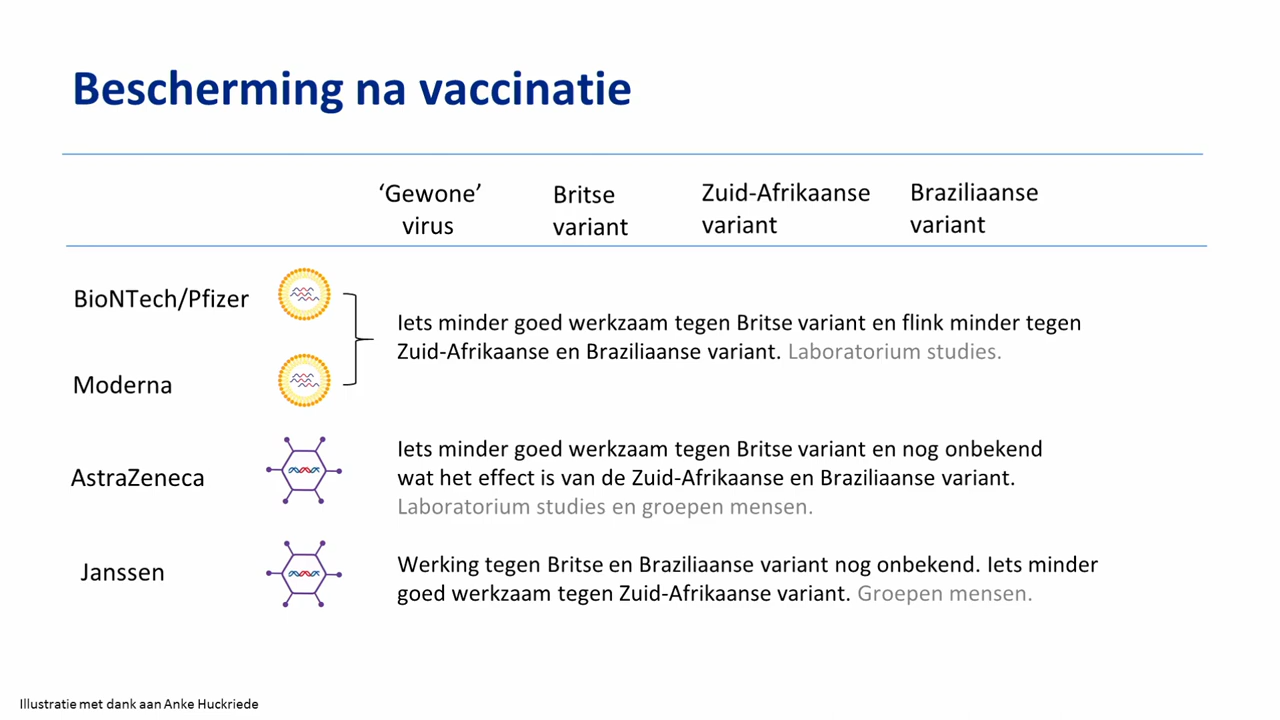 Bescherming na vaccinatie
‘Gewone’ virus
Britse variant
Zuid-Afrikaanse variant
Braziliaanse variant
BioNTech/Pfizer
Moderna
Iets minder goed werkzaam tegen Britse variant en flink minder tegen
Zuid-Afrikaanse en Braziliaanse variant. Laboratorium studies.
AstraZeneca
Iets minder goed werkzaam tegen Britse variant en nog onbekend
wat het effect is van de Zuid-Afrikaanse en Braziliaanse variant.
Laboratorium studies en groepen mensen.
Janssen
Werking tegen Britse en Braziliaanse variant nog onbekend. Iets minder
goed werkzaam tegen Zuid-Afrikaanse variant. Groepen mensen.
Illustratie met dank aan Anke Huckriede